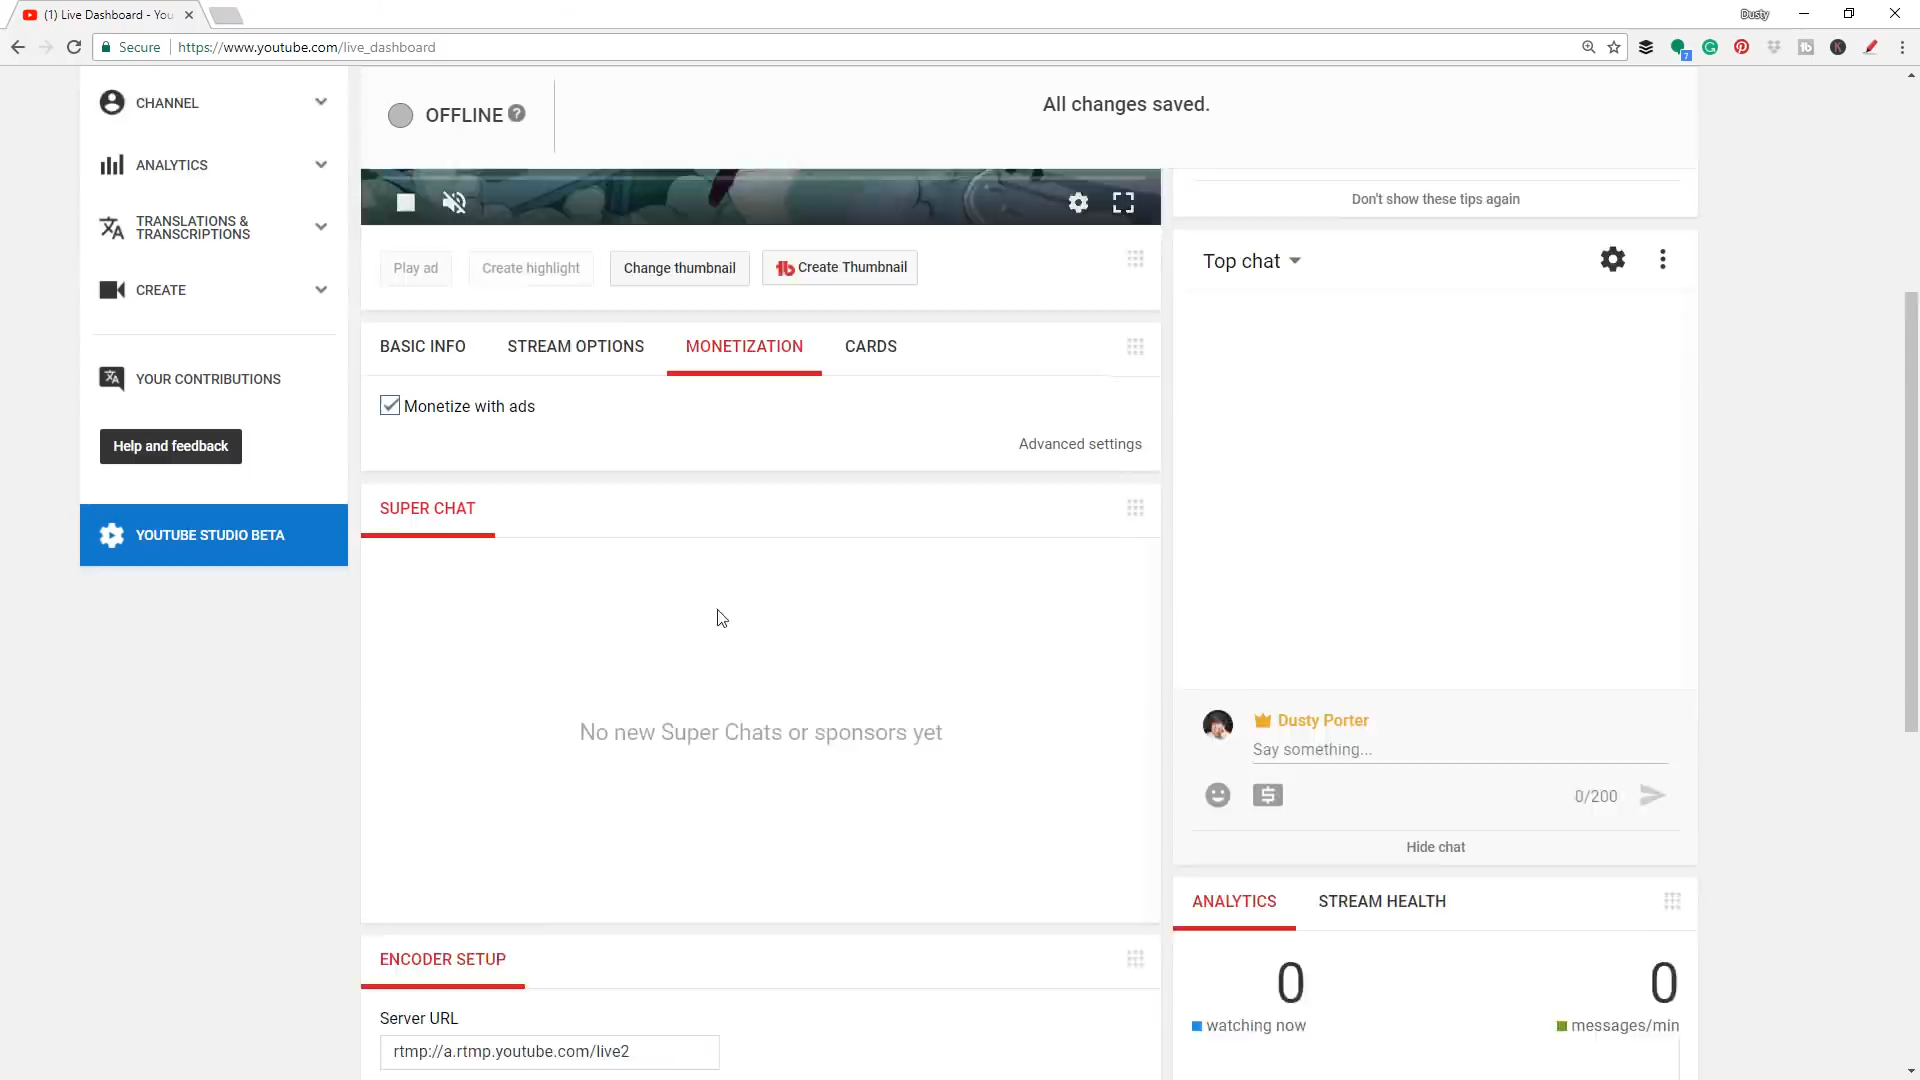 (1) Live Dashboard - You
Dusty
Secure
https://www.youtube.com/live_dashboard
7
CHANNEL
ANALYTICS
TRANSLATIONS &
TRANSCRIPTIONS
CREATE
YOUR CONTRIBUTIONS
Help and feedback
YOUTUBE STUDIO BETA
OFFLINE
?
All changes saved.
Don't show these tips again
Play ad
Create highlight
Change thumbnail
tb Create Thumbnail
BASIC INFO
STREAM OPTIONS
MONETIZATION
CARDS
Monetize with ads
Advanced settings
SUPER CHAT
No new Super Chats or sponsors yet
ENCODER SETUP
Server URL
rtmp://a.rtmp.youtube.com/live2
Top chat
Dusty Porter
Say something...
0/200
Hide chat
ANALYTICS
STREAM HEALTH
0
watching now
0
messages/min